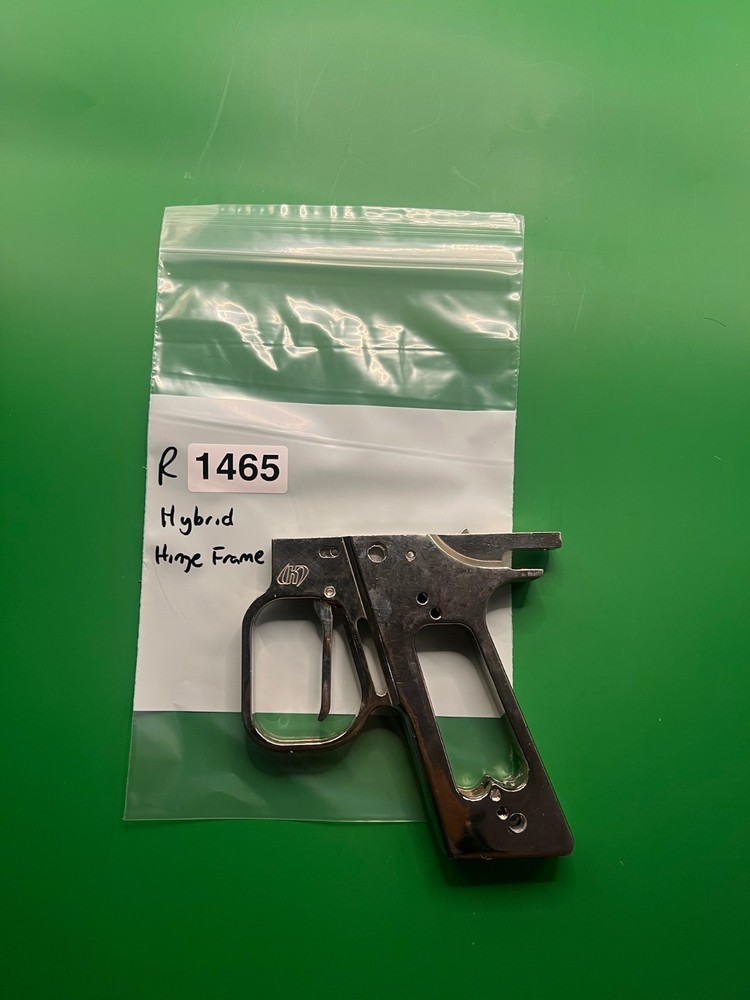 R 1465
Hybrid
Hinge Frame
(K)